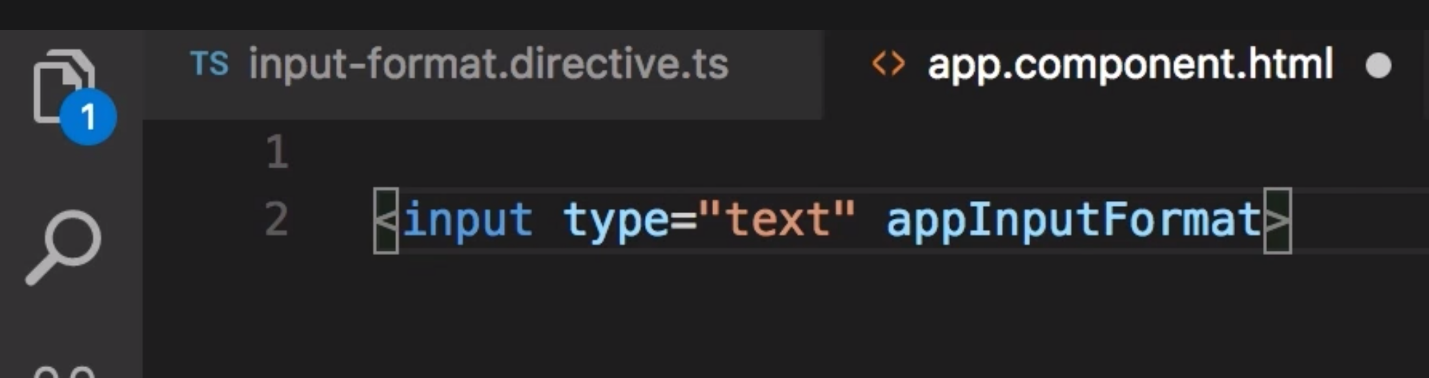 TS input-format.directive.ts <> app.component.html
1
1
2 <input type="text" appInputFormat>